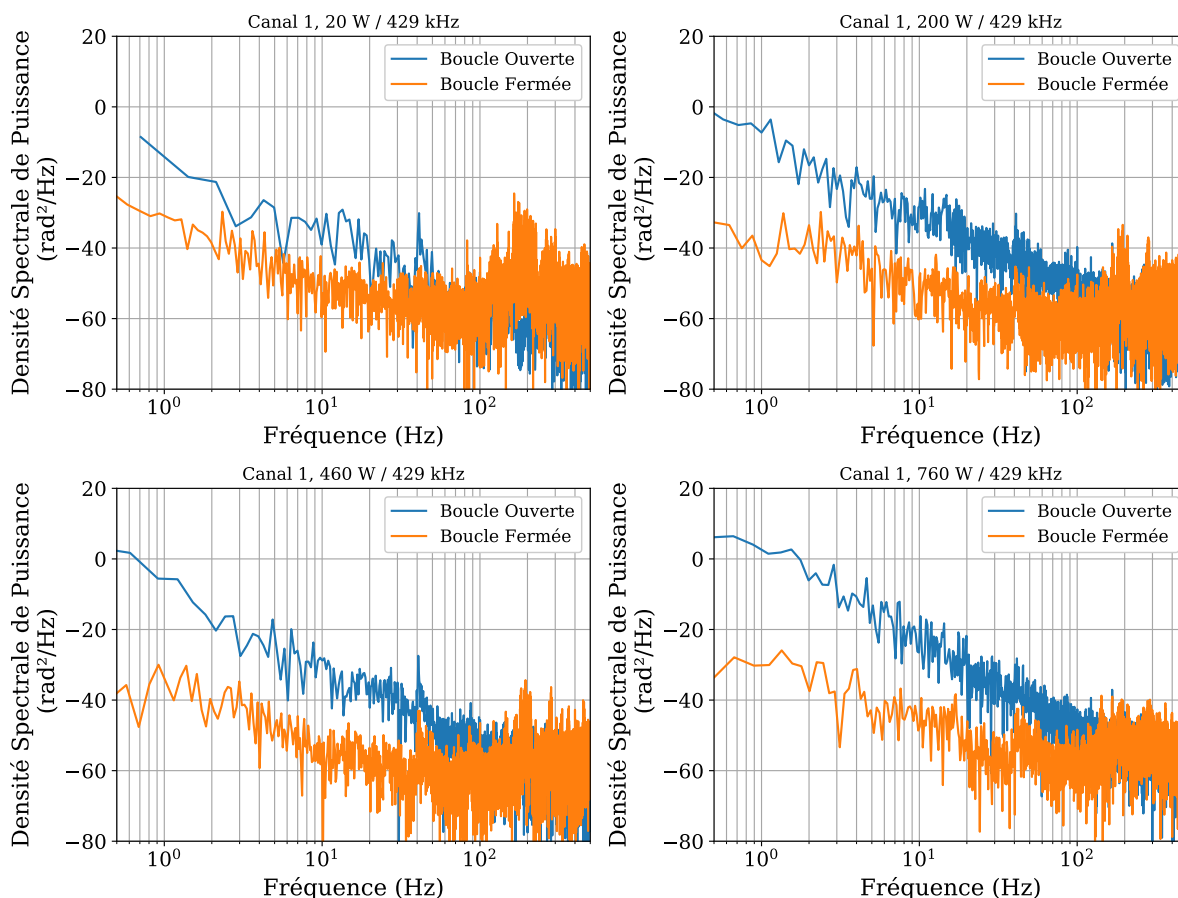 Canal 1, 20 W / 429 kHz
Densité Spectrale de Puissance
(rad²/Hz)
20
0
−20
−40
−60
−80
Boucle Ouverte
Boucle Fermée
10⁰
10¹
10²
Fréquence (Hz)
Canal 1, 200 W / 429 kHz
Densité Spectrale de Puissance
(rad²/Hz)
20
0
−20
−40
−60
−80
Boucle Ouverte
Boucle Fermée
10⁰
10¹
10²
Fréquence (Hz)
Canal 1, 460 W / 429 kHz
Densité Spectrale de Puissance
(rad²/Hz)
20
0
−20
−40
−60
−80
Boucle Ouverte
Boucle Fermée
10⁰
10¹
10²
Fréquence (Hz)
Canal 1, 760 W / 429 kHz
Densité Spectrale de Puissance
(rad²/Hz)
20
0
−20
−40
−60
−80
Boucle Ouverte
Boucle Fermée
10⁰
10¹
10²
Fréquence (Hz)